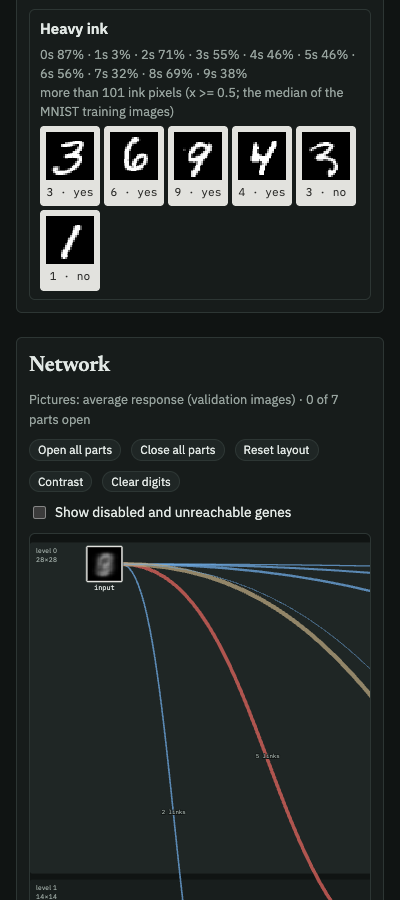 Heavy ink
0s 87% · 1s 3% · 2s 71% · 3s 55% · 4s 46% · 5s 46% ·
6s 56% · 7s 32% · 8s 69% · 9s 38%
more than 101 ink pixels (x >= 0.5; the median of the
MNIST training images)
3 · yes
6 · yes
9 · yes
4 · yes
3 · no
1 · no
Network
Pictures: average response (validation images) · 0 of 7
parts open
Open all parts
Close all parts
Reset layout
Contrast
Clear digits
Show disabled and unreachable genes
level 0
28×28
input
5 links
2 links
level 1
14×14